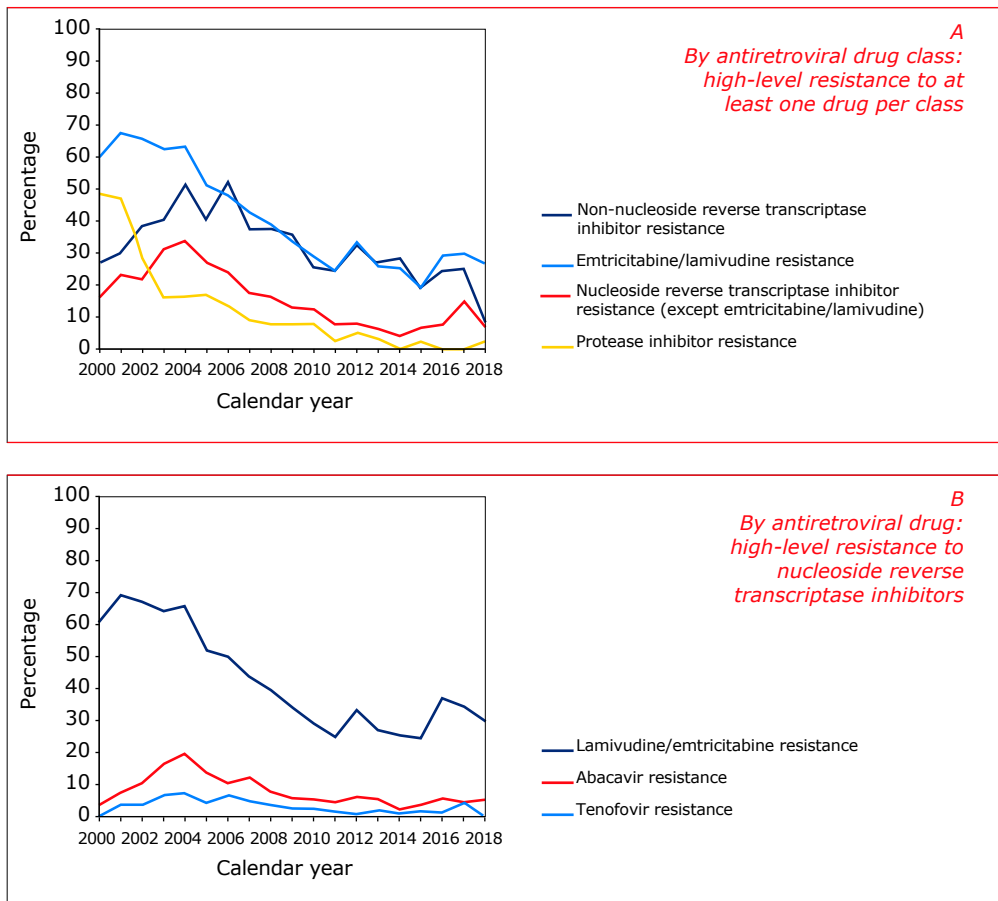 100
90
80
70
60
50
40
30
20
10
0
Percentage
2000 2002 2004 2006 2008 2010 2012 2014 2016 2018
Calendar year
A
By antiretroviral drug class:
high-level resistance to at
least one drug per class
Non-nucleoside reverse transcriptase
inhibitor resistance
Emtricitabine/lamivudine resistance
Nucleoside reverse transcriptase inhibitor
resistance (except emtricitabine/lamivudine)
Protease inhibitor resistance
100
90
80
70
60
50
40
30
20
10
0
Percentage
2000 2002 2004 2006 2008 2010 2012 2014 2016 2018
Calendar year
B
By antiretroviral drug:
high-level resistance to
nucleoside reverse
transcriptase inhibitors
Lamivudine/emtricitabine resistance
Abacavir resistance
Tenofovir resistance